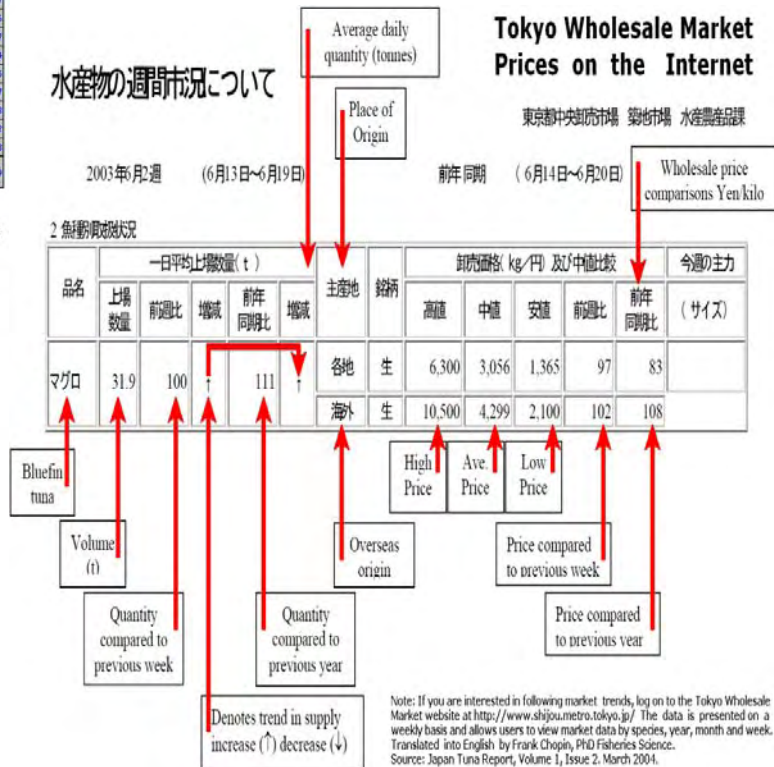 Tokyo Wholesale Market
Prices on the Internet
Average daily
quantity (tonnes)
水産物の週間市況について
Place of
Origin
東京都中央卸売市場 築地市場 水産農産品課
2003年6月2週 (6月13日~6月19日) 前年同期 (6月14日~6月20日)
Wholesale price
comparisons Yen/kilo
2 魚種別取扱状況
品名 一日平均上場数量(t) 主産地 銘柄 卸売価格(kg/円)及び中値比較 今週の主力
上場数量 前週比 増減 前年同期比 増減 高値 中値 安値 前週比 前年同期比 (サイズ)
マグロ 31.9 100 ↑ 111 ↑ 各地 生 6,300 3,056 1,365 97 83
海外 生 10,500 4,299 2,100 102 108
Bluefin
tuna
High
Price
Ave.
Price
Low
Price
Volume
(t)
Overseas
origin
Price compared
to previous week
Quantity
compared to
previous week
Quantity
compared to
previous year
Price compared
to previous year
Denotes trend in supply
increase (↑) decrease (↓)
Note: If you are interested in following market trends, log on to the Tokyo Wholesale
Market website at http://www.shijou.metro.tokyo.jp/ The data is presented on a
weekly basis and allows users to view market data by species, year, month and week.
Translated into English by Frank Chopin, PhD Fisheries Science.
Source: Japan Tuna Report, Volume 1, Issue 2. March 2004.